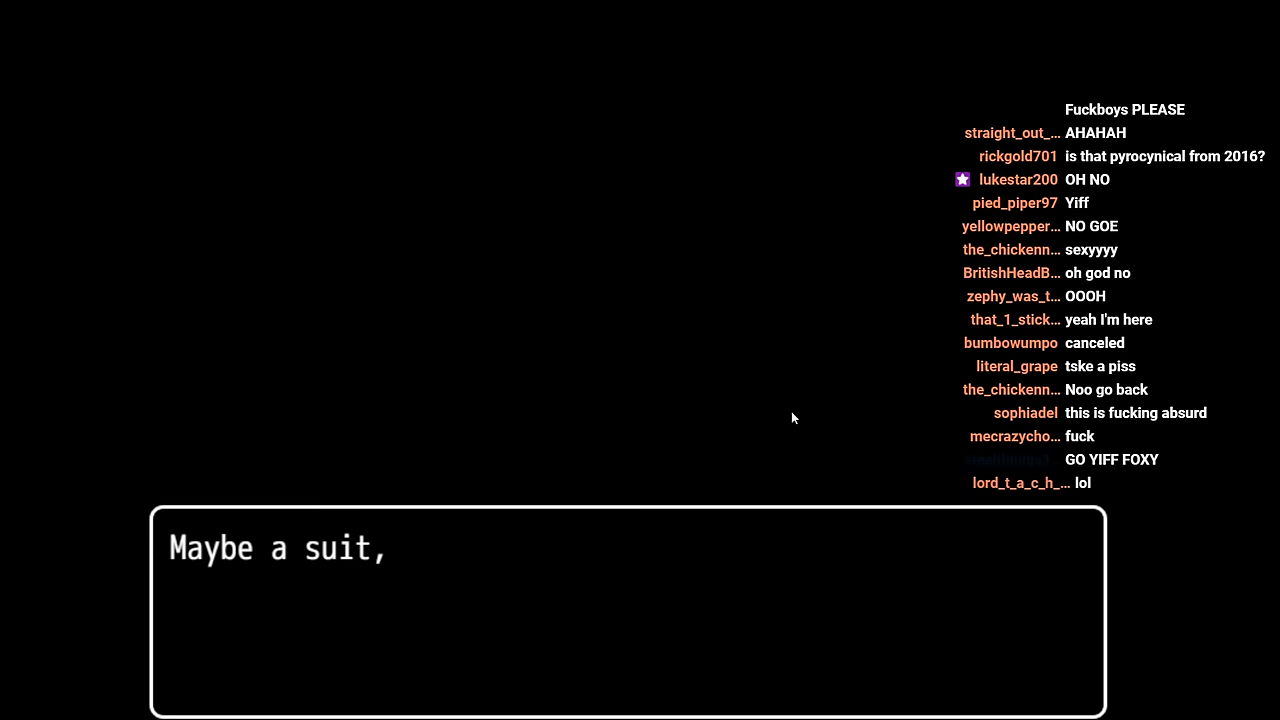 Fuckboys PLEASE
straight_out_… AHAHAH
rickgold701 is that pyrocynical from 2016?
lukestar200 OH NO
pied_piper97 Yiff
yellowpepper… NO GOE
the_chickenn… sexyyyy
BritishHeadB… oh god no
zephy_was_t… OOOH
that_1_stick… yeah I'm here
bumbowumpo canceled
literal_grape tske a piss
the_chickenn… Noo go back
sophiadel this is fucking absurd
mecrazycho… fuck
GO YIFF FOXY
lord_t_a_c_h_… lol
Maybe a suit,